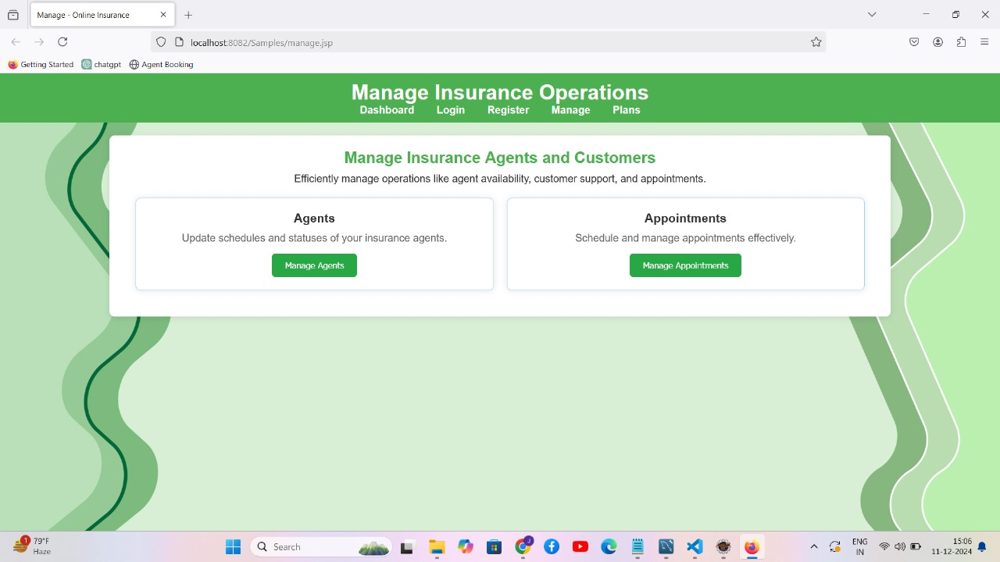 Manage - Online Insurance
localhost:8082/Samples/manage.jsp
Getting Started chatgpt Agent Booking
Manage Insurance Operations
Dashboard Login Register Manage Plans
Manage Insurance Agents and Customers
Efficiently manage operations like agent availability, customer support, and appointments.
Agents
Update schedules and statuses of your insurance agents.
Manage Agents
Appointments
Schedule and manage appointments effectively.
Manage Appointments
1
79°F
Haze
Search
J
ENG
IN
15:06
11-12-2024